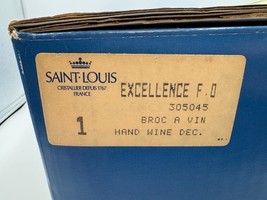 SAINT-LOUIS
CRISTALLIER DEPUIS 1767
FRANCE
1
EXCELLENCE F.O
305045
BROC A VIN
HAND WINE DEC.